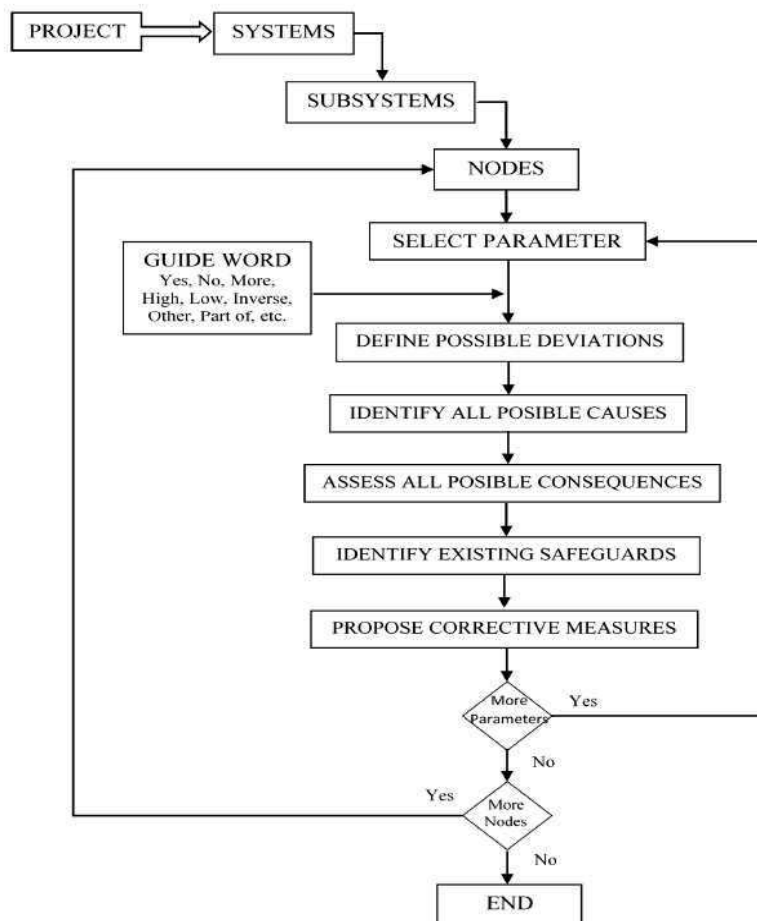 PROJECT
SYSTEMS
SUBSYSTEMS
NODES
SELECT PARAMETER
GUIDE WORD
Yes, No, More,
High, Low, Inverse,
Other, Part of, etc.
DEFINE POSSIBLE DEVIATIONS
IDENTIFY ALL POSIBLE CAUSES
ASSESS ALL POSIBLE CONSEQUENCES
IDENTIFY EXISTING SAFEGUARDS
PROPOSE CORRECTIVE MEASURES
More
Parameters
Yes
No
Yes
More
Nodes
No
END